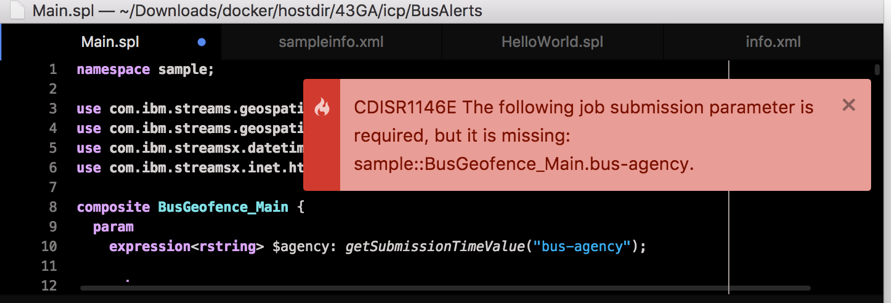 Main.spl — ~/Downloads/docker/hostdir/43GA/icp/BusAlerts
Main.spl sampleinfo.xml HelloWorld.spl info.xml
1 namespace sample;
2
3 use com.ibm.streams.geospati
4 use com.ibm.streams.geospati
5 use com.ibm.streamsx.datetim
6 use com.ibm.streamsx.inet.ht
CDISR1146E The following job submission parameter is
required, but it is missing:
sample::BusGeofence_Main.bus-agency.
7
8 composite BusGeofence_Main {
9 param
10 expression<rstring> $agency: getSubmissionTimeValue("bus-agency");
11
12